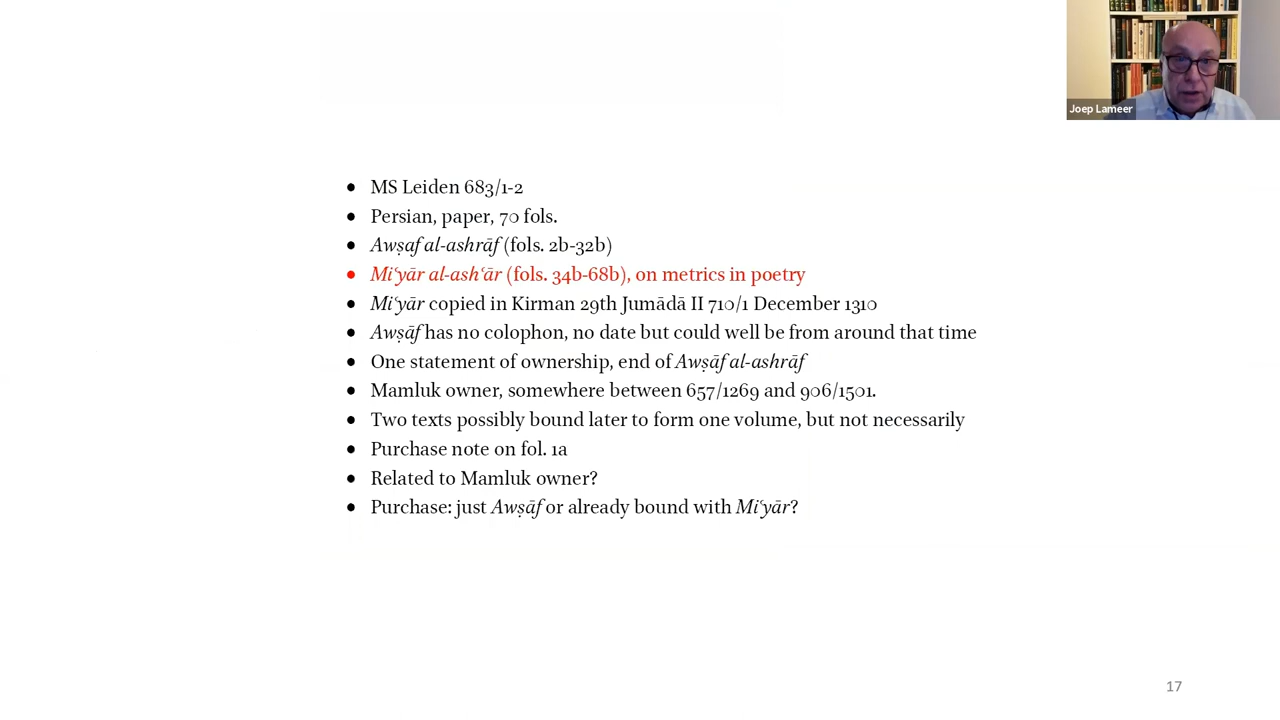 Joep Lameer
• MS Leiden 683/1-2
• Persian, paper, 70 fols.
• Awṣaf al-ashrāf (fols. 2b-32b)
• Miʿyār al-ashʿār (fols. 34b-68b), on metrics in poetry
• Miʿyār copied in Kirman 29th Jumādā II 710/1 December 1310
• Awṣāf has no colophon, no date but could well be from around that time
• One statement of ownership, end of Awṣāf al-ashrāf
• Mamluk owner, somewhere between 657/1269 and 906/1501.
• Two texts possibly bound later to form one volume, but not necessarily
• Purchase note on fol. 1a
• Related to Mamluk owner?
• Purchase: just Awṣāf or already bound with Miʿyār?
17